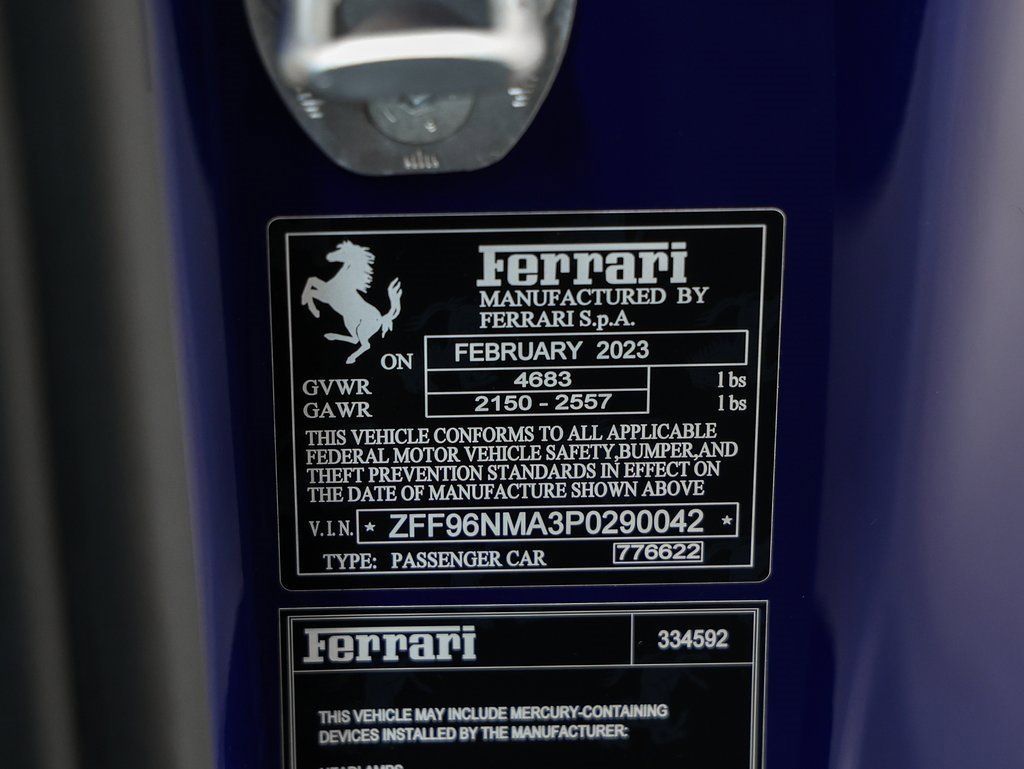 Ferrari
MANUFACTURED BY
FERRARI S.p.A.
ON FEBRUARY 2023
GVWR 4683 lbs
GAWR 2150 - 2557 lbs
THIS VEHICLE CONFORMS TO ALL APPLICABLE
FEDERAL MOTOR VEHICLE SAFETY,BUMPER,AND
THEFT PREVENTION STANDARDS IN EFFECT ON
THE DATE OF MANUFACTURE SHOWN ABOVE
V.I.N. * ZFF96NMA3P0290042 *
TYPE: PASSENGER CAR 776622
Ferrari 334592
THIS VEHICLE MAY INCLUDE MERCURY-CONTAINING
DEVICES INSTALLED BY THE MANUFACTURER: